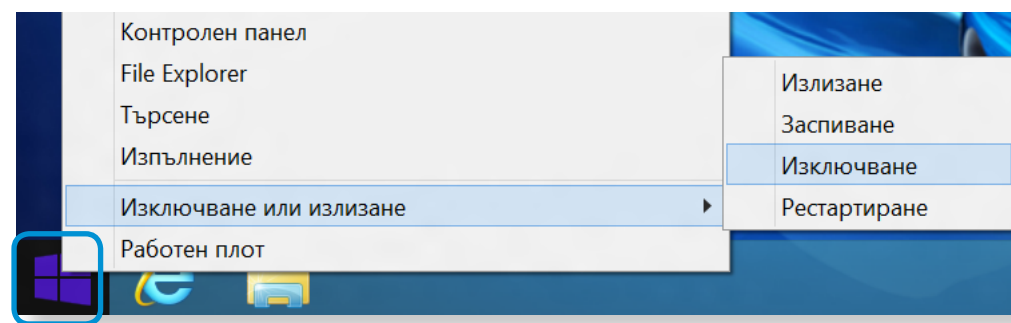 Контролен панел
File Explorer
Търсене
Изпълнение
Изключване или излизане
Работен плот
Излизане
Заспиване
Изключване
Рестартиране